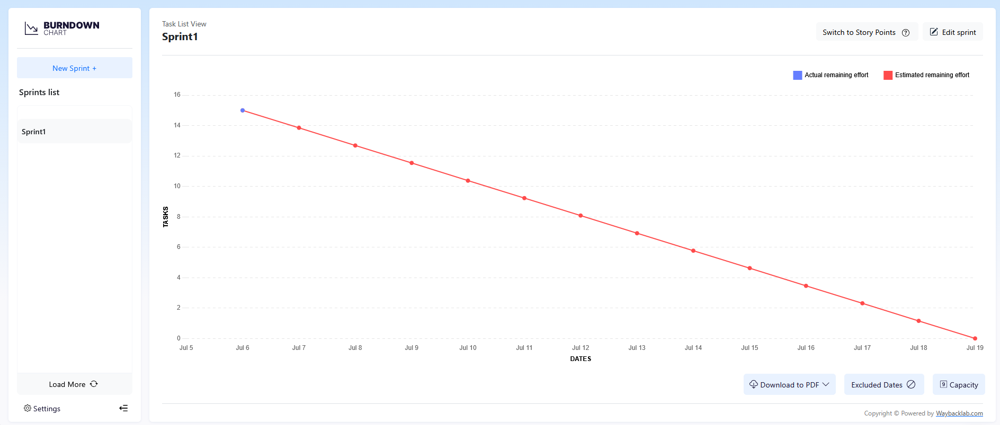 BURNDOWN
CHART
New Sprint +
Sprints list
Sprint1
Load More
Settings
Task List View
Sprint1
Switch to Story Points ?
Edit sprint
Actual remaining effort
Estimated remaining effort
16
14
12
10
8
6
4
2
0
TASKS
Jul 5 Jul 6 Jul 7 Jul 8 Jul 9 Jul 10 Jul 11 Jul 12 Jul 13 Jul 14 Jul 15 Jul 16 Jul 17 Jul 18 Jul 19
DATES
Download to PDF
Excluded Dates
9 Capacity
Copyright © Powered by Waybacklab.com